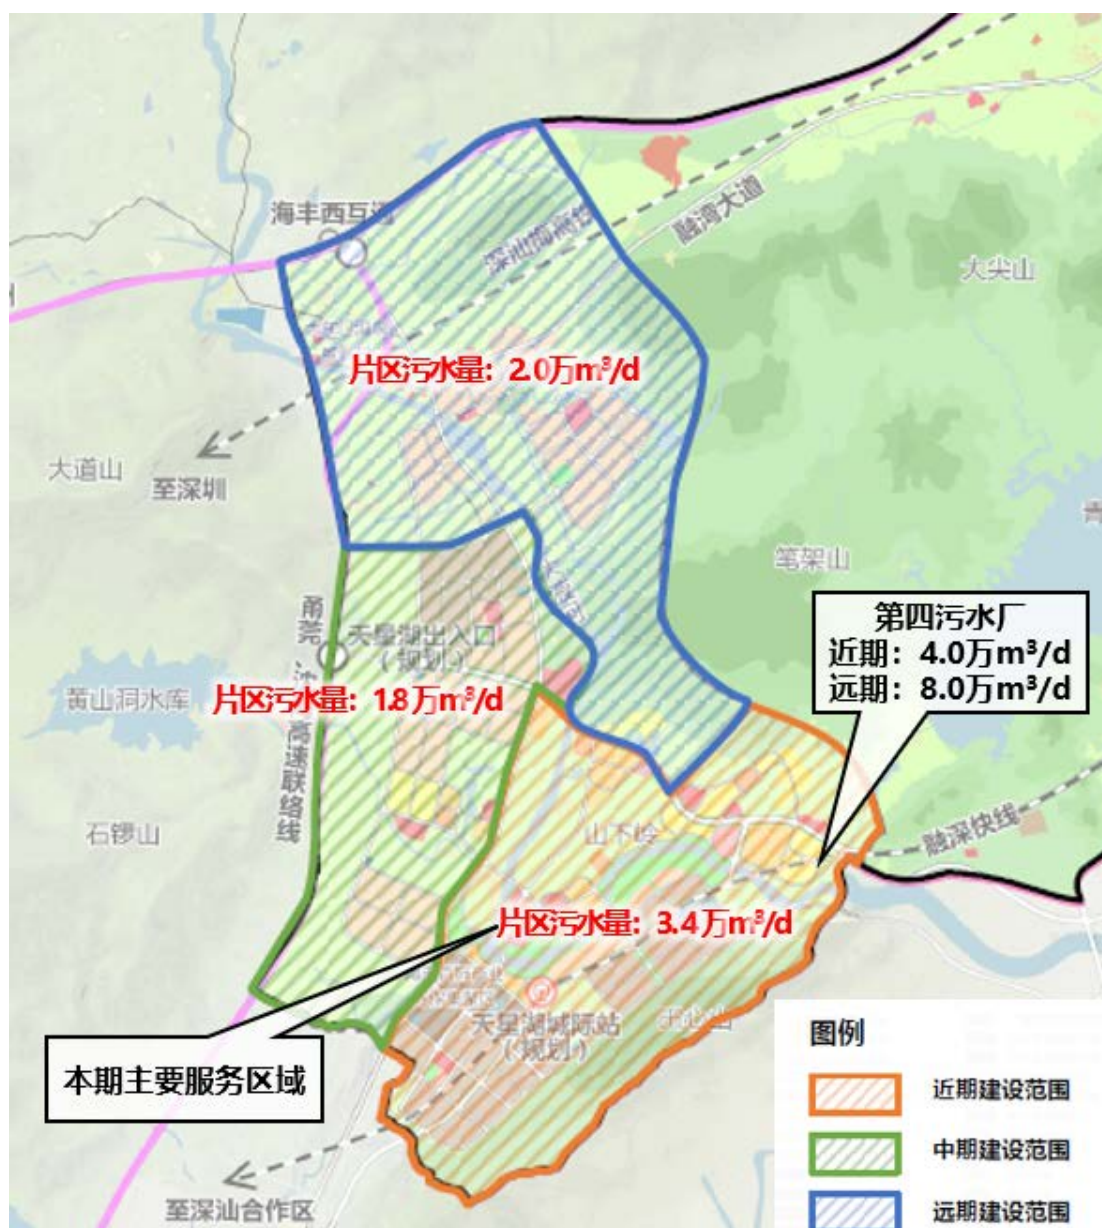 海丰西互通
深汕梅高铁
融湾大道
大尖山
片区污水量：2.0万m³/d
大道山
至深圳
青
笔架山
第四污水厂
近期：4.0万m³/d
远期：8.0万m³/d
甬莞
天星湖出入口
（规划）
黄山洞水库
片区污水量：1.8万m³/d
高速联络线
石锣山
山下岭
融深快线
片区污水量：3.4万m³/d
天星湖城际站
（规划）
本期主要服务区域
图例
近期建设范围
中期建设范围
远期建设范围
至深汕合作区